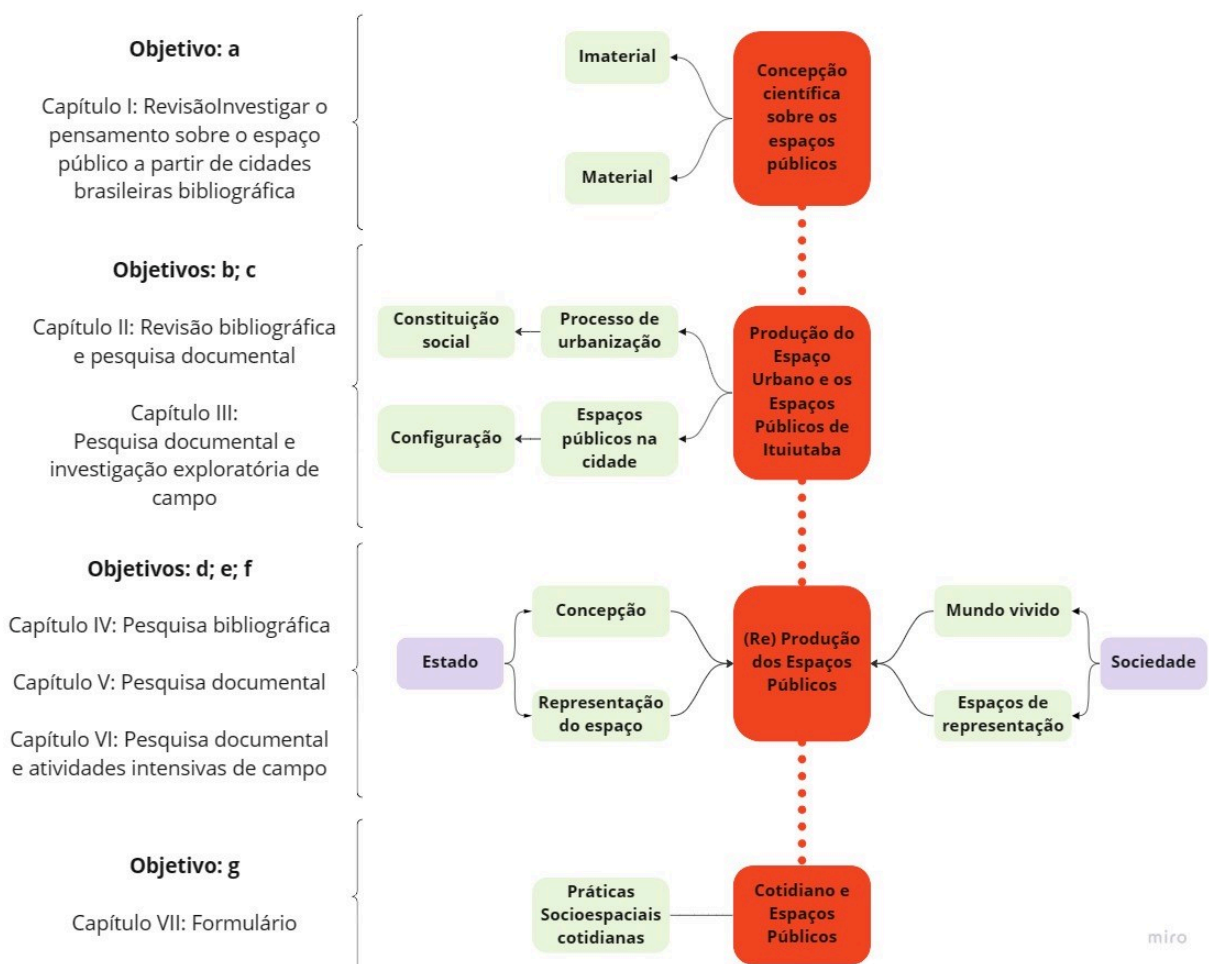 Objetivo: a
Capítulo I: RevisãoInvestigar o
pensamento sobre o espaço
público a partir de cidades
brasileiras bibliográfica
Imaterial
Material
Concepção
científica
sobre os
espaços
públicos
Objetivos: b; c
Capítulo II: Revisão bibliográfica
e pesquisa documental
Capítulo III:
Pesquisa documental e
investigação exploratória de
campo
Constituição
social
Processo de
urbanização
Configuração
Espaços
públicos na
cidade
Produção do
Espaço
Urbano e os
Espaços
Públicos de
Ituiutaba
Objetivos: d; e; f
Capítulo IV: Pesquisa bibliográfica
Capítulo V: Pesquisa documental
Capítulo VI: Pesquisa documental
e atividades intensivas de campo
Estado
Concepção
Representação
do espaço
(Re) Produção
dos Espaços
Públicos
Mundo vivido
Espaços de
representação
Sociedade
Objetivo: g
Capítulo VII: Formulário
Práticas
Socioespaciais
cotidianas
Cotidiano e
Espaços
Públicos
miro